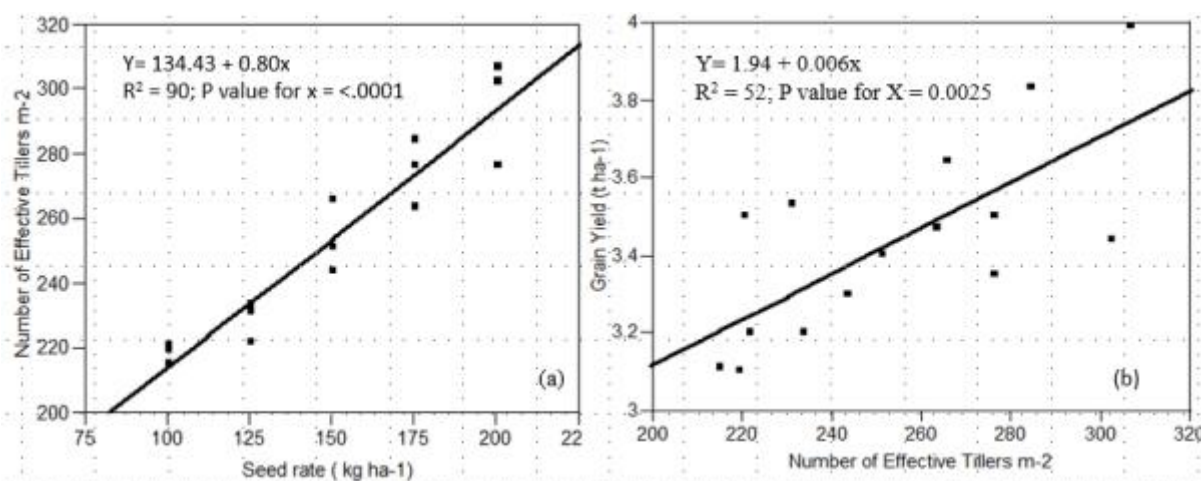 320
300
280
260
240
220
200
Number of Effective Tillers m-2
Y= 134.43 + 0.80x
R² = 90; P value for x = <.0001
(a)
75 100 125 150 175 200 22
Seed rate ( kg ha-1)
4
3.8
3.6
3.4
3.2
3
Grain Yield (t ha-1)
Y= 1.94 + 0.006x
R² = 52; P value for X = 0.0025
(b)
200 220 240 260 280 300 320
Number of Effective Tillers m-2